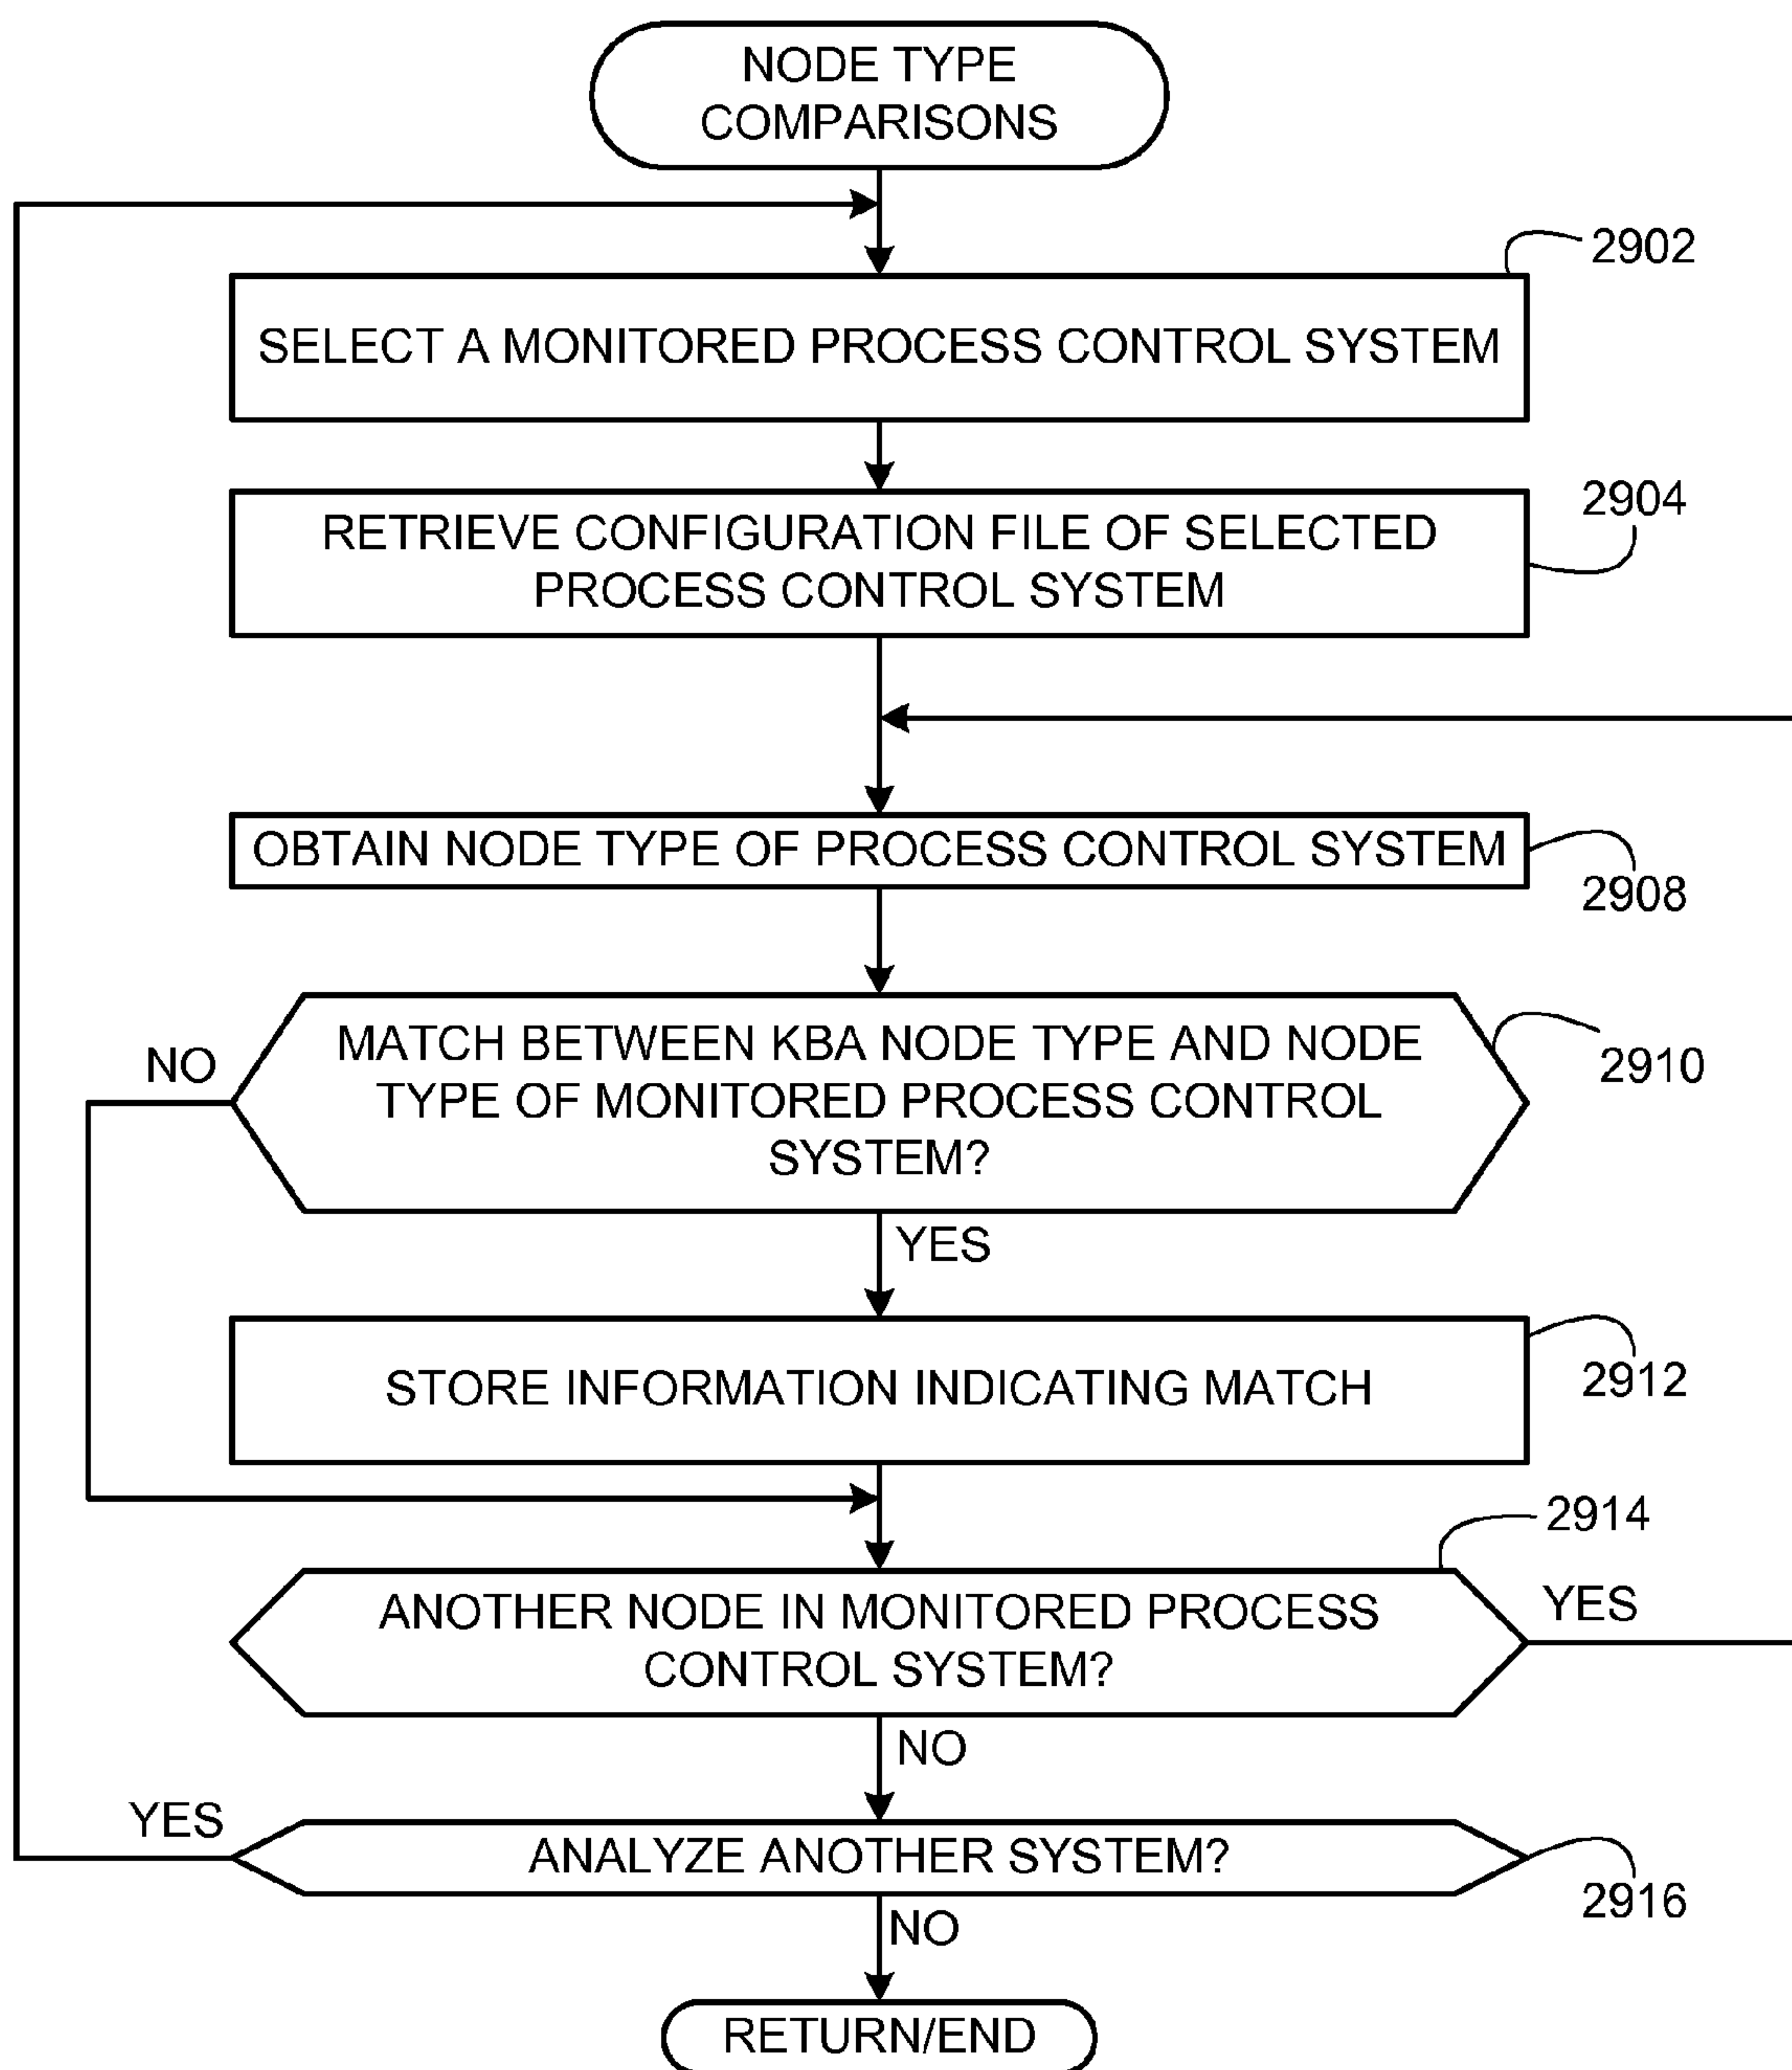 NODE TYPE
COMPARISONS
2902
SELECT A MONITORED PROCESS CONTROL SYSTEM
2904
RETRIEVE CONFIGURATION FILE OF SELECTED
PROCESS CONTROL SYSTEM
OBTAIN NODE TYPE OF PROCESS CONTROL SYSTEM
2908
NO
MATCH BETWEEN KBA NODE TYPE AND NODE
TYPE OF MONITORED PROCESS CONTROL
SYSTEM?
2910
YES
STORE INFORMATION INDICATING MATCH
2912
2914
ANOTHER NODE IN MONITORED PROCESS
CONTROL SYSTEM?
YES
NO
YES
ANALYZE ANOTHER SYSTEM?
2916
NO
RETURN/END